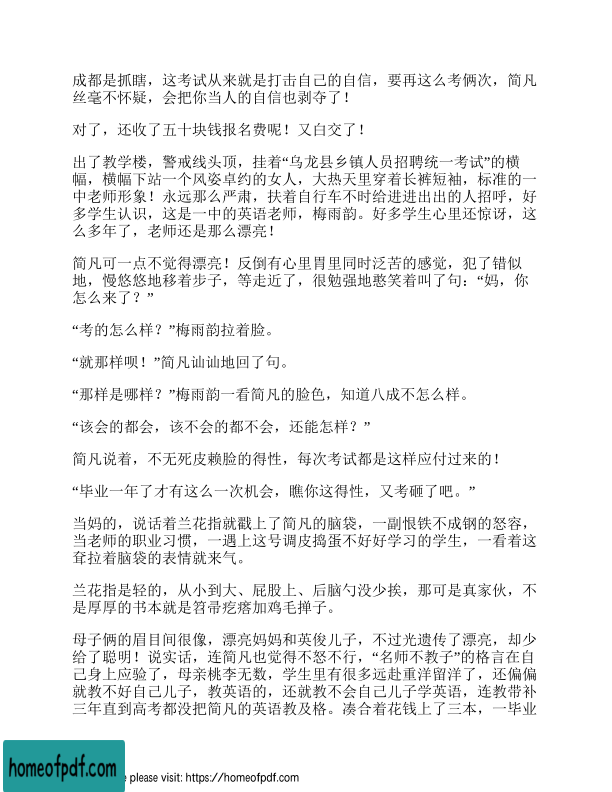 成都是抓瞎，这考试从来就是打击自己的自信，要再这么考俩次，简凡
丝毫不怀疑，会把你当人的自信也剥夺了！
对了，还收了五十块钱报名费呢！又白交了！
出了教学楼，警戒线头顶，挂着“乌龙县乡镇人员招聘统一考试”的横
幅，横幅下站一个风姿卓约的女人，大热天里穿着长裤短袖，标准的一
中老师形象！永远那么严肃，扶着自行车不时给进进出出的人招呼，好
多学生认识，这是一中的英语老师，梅雨韵。好多学生心里还惊讶，这
么多年了，老师还是那么漂亮！
简凡可一点不觉得漂亮！反倒有心里胃里同时泛苦的感觉，犯了错似
地，慢悠悠地移着步子，等走近了，很勉强地憨笑着叫了句：“妈，你
怎么来了？”
“考的怎么样？”梅雨韵拉着脸。
“就那样呗！”简凡讪讪地回了句。
“那样是哪样？”梅雨韵一看简凡的脸色，知道八成不怎么样。
“该会的都会，该不会的都不会，还能怎样？”
简凡说着，不无死皮赖脸的得性，每次考试都是这样应付过来的！
“毕业一年了才有这么一次机会，瞧你这得性，又考砸了吧。”
当妈的，说话着兰花指就戳上了简凡的脑袋，一副恨铁不成钢的怒容，
当老师的职业习惯，一遇上这号调皮捣蛋不好好学习的学生，一看着这
耷拉着脑袋的表情就来气。
兰花指是轻的，从小到大、屁股上、后脑勺没少挨，那可是真家伙，不
是厚厚的书本就是笤帚疙瘩加鸡毛掸子。
母子俩的眉目间很像，漂亮妈妈和英俊儿子，不过光遗传了漂亮，却少
给了聪明！说实话，连简凡也觉得不怒不行，“名师不教子”的格言在自
己身上应验了，母亲桃李无数，学生里有很多远赴重洋留洋了，还偏偏
就教不好自己儿子，教英语的，还就教不会自己儿子学英语，连教带补
三年直到高考都没把简凡的英语教及格。凑合着花钱上了三本，一毕业
homeofpdf.com
e please visit: https://homeofpdf.com